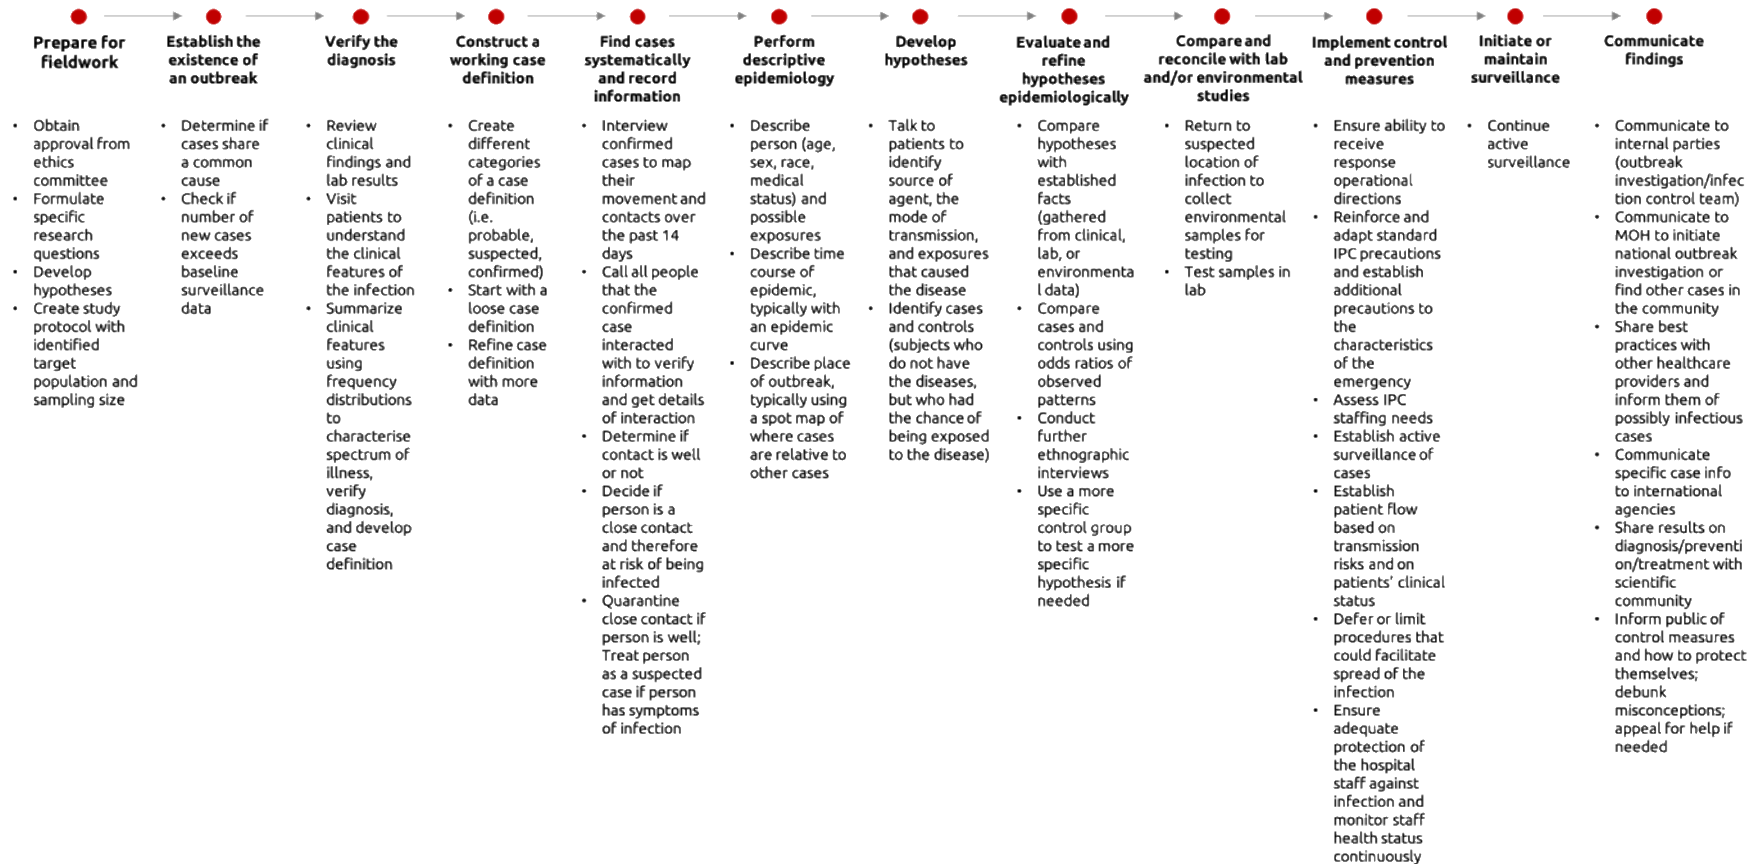 Prepare for
fieldwork
• Obtain
approval from
ethics
committee
• Formulate
specific
research
questions
• Develop
hypotheses
• Create study
protocol with
identified
target
population and
sampling size
Establish the
existence of
an outbreak
• Determine if
cases share
a common
cause
• Check if
number of
new cases
exceeds
baseline
surveillance
data
Verify the
diagnosis
• Review
clinical
findings and
lab results
• Visit
patients to
understand
the clinical
features of
the infection
• Summarize
clinical
features
using
frequency
distributions
to
characterise
spectrum of
illness,
verify
diagnosis,
and develop
case
definition
Construct a
working case
definition
• Create
different
categories
of a case
definition
(i.e.
probable,
suspected,
confirmed)
• Start with a
loose case
definition
• Refine case
definition
with more
data
Find cases
systematically
and record
information
• Interview
confirmed
cases to map
their
movement and
contacts over
the past 14
days
• Call all people
that the
confirmed
case
interacted
with to verify
information
and get details
of interaction
• Determine if
contact is well
or not
• Decide if
person is a
close contact
and therefore
at risk of being
infected
• Quarantine
close contact if
person is well;
Treat person
as a suspected
case if person
has symptoms
of infection
Perform
descriptive
epidemiology
• Describe
person (age,
sex, race,
medical
status) and
possible
exposures
• Describe time
course of
epidemic,
typically with
an epidemic
curve
• Describe place
of outbreak,
typically using
a spot map of
where cases
are relative to
other cases
Develop
hypotheses
• Talk to
patients to
identify
source of
agent, the
mode of
transmission,
and exposures
that caused
the disease
• Identify cases
and controls
(subjects who
do not have
the diseases,
but who had
the chance of
being exposed
to the disease)
Evaluate and
refine
hypotheses
epidemiologically
• Compare
hypotheses
with
established
facts
(gathered
from clinical,
lab, or
environmenta
l data)
• Compare
cases and
controls using
odds ratios of
observed
patterns
• Conduct
further
ethnographic
interviews
• Use a more
specific
control group
to test a more
specific
hypothesis if
needed
Compare and
reconcile with lab
and/or environmental
studies
• Return to
suspected
location of
infection to
collect
environmental
samples for
testing
• Test samples in
lab
Implement control
and prevention
measures
• Ensure ability to
receive
response
operational
directions
• Reinforce and
adapt standard
IPC precautions
and establish
additional
precautions to
the
characteristics
of the
emergency
• Assess IPC
staffing needs
• Establish active
surveillance of
cases
• Establish
patient flow
based on
transmission
risks and on
patients' clinical
status
• Defer or limit
procedures that
could facilitate
spread of the
infection
• Ensure
adequate
protection of
the hospital
staff against
infection and
monitor staff
health status
continuously
Initiate or
maintain
surveillance
• Continue
active
surveillance
Communicate
findings
• Communicate to
internal parties
(outbreak
investigation/infec
tion control team)
• Communicate to
MOH to initiate
national outbreak
investigation or
find other cases in
the community
• Share best
practices with
other healthcare
providers and
inform them of
possibly infectious
cases
• Communicate
specific case info
to international
agencies
• Share results on
diagnosis/preventi
on/treatment with
scientific
community
• Inform public of
control measures
and how to protect
themselves;
debunk
misconceptions;
appeal for help if
needed